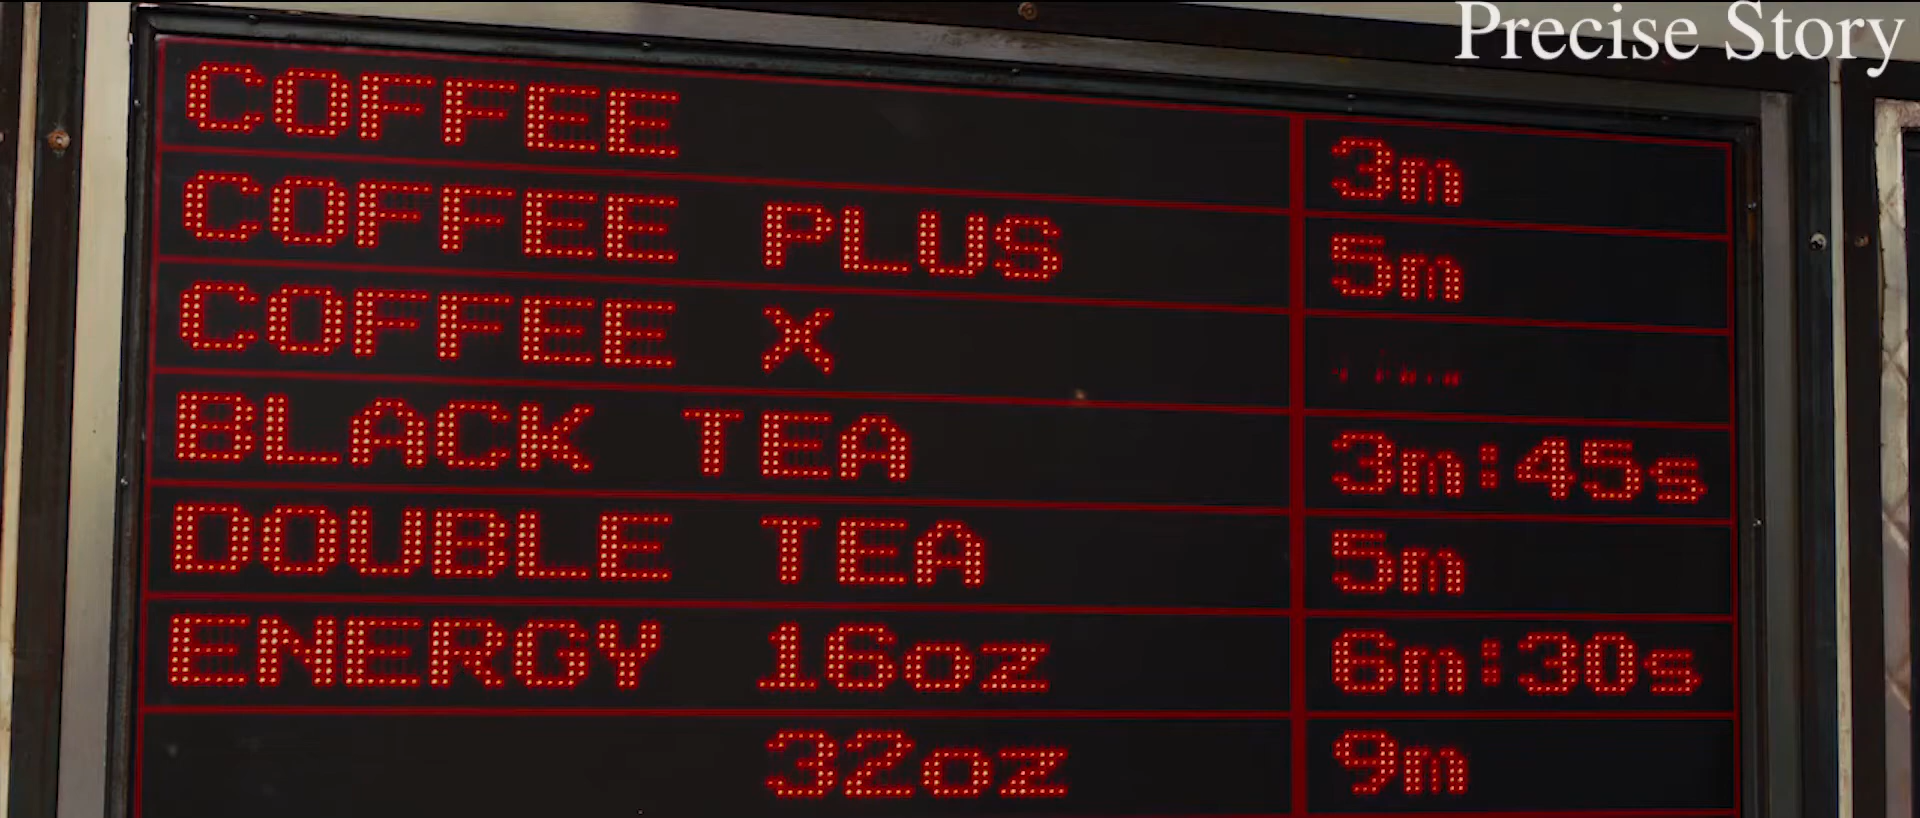 Precise Story
COFFEE 3m
COFFEE PLUS 5m
COFFEE X
BLACK TEA 3m:45s
DOUBLE TEA 5m
ENERGY 16oz 6m:30s
32oz 9m